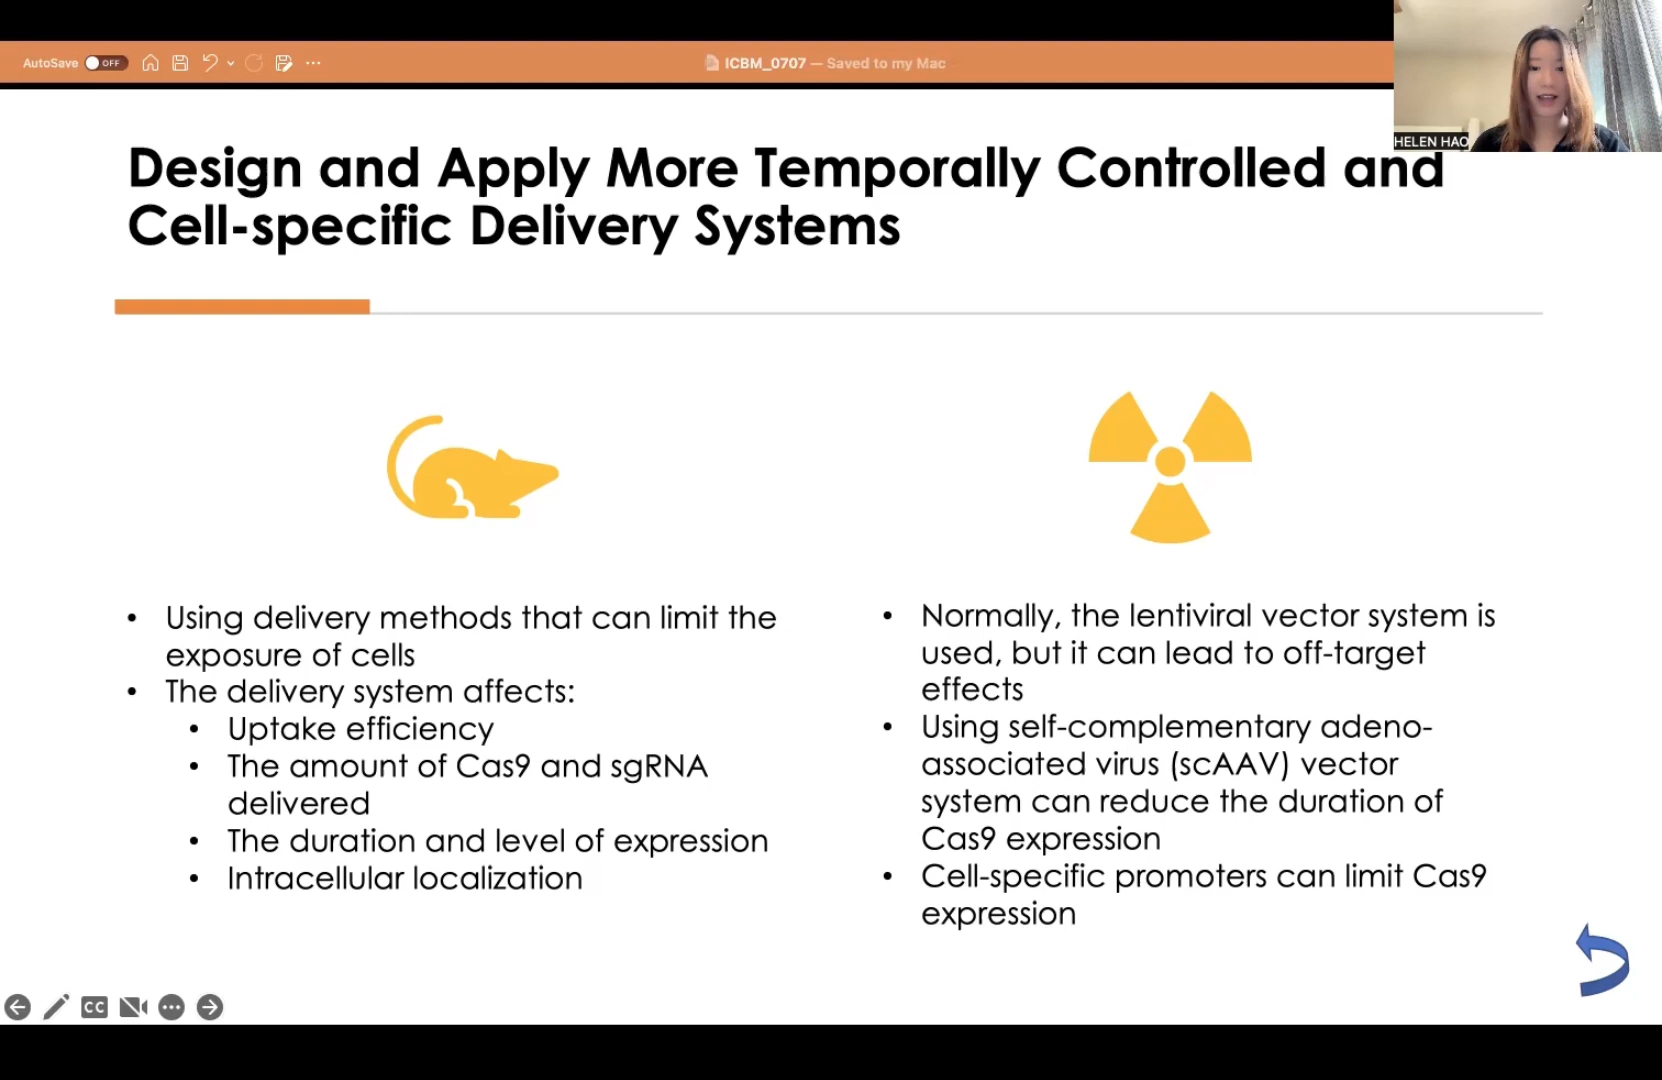 AutoSave OFF
ICBM_0707 — Saved to my Mac
HELEN HAO
Design and Apply More Temporally Controlled and
Cell-specific Delivery Systems
• Using delivery methods that can limit the
exposure of cells
• The delivery system affects:
• Uptake efficiency
• The amount of Cas9 and sgRNA
delivered
• The duration and level of expression
• Intracellular localization
• Normally, the lentiviral vector system is
used, but it can lead to off-target
effects
• Using self-complementary adeno-
associated virus (scAAV) vector
system can reduce the duration of
Cas9 expression
• Cell-specific promoters can limit Cas9
expression
CC